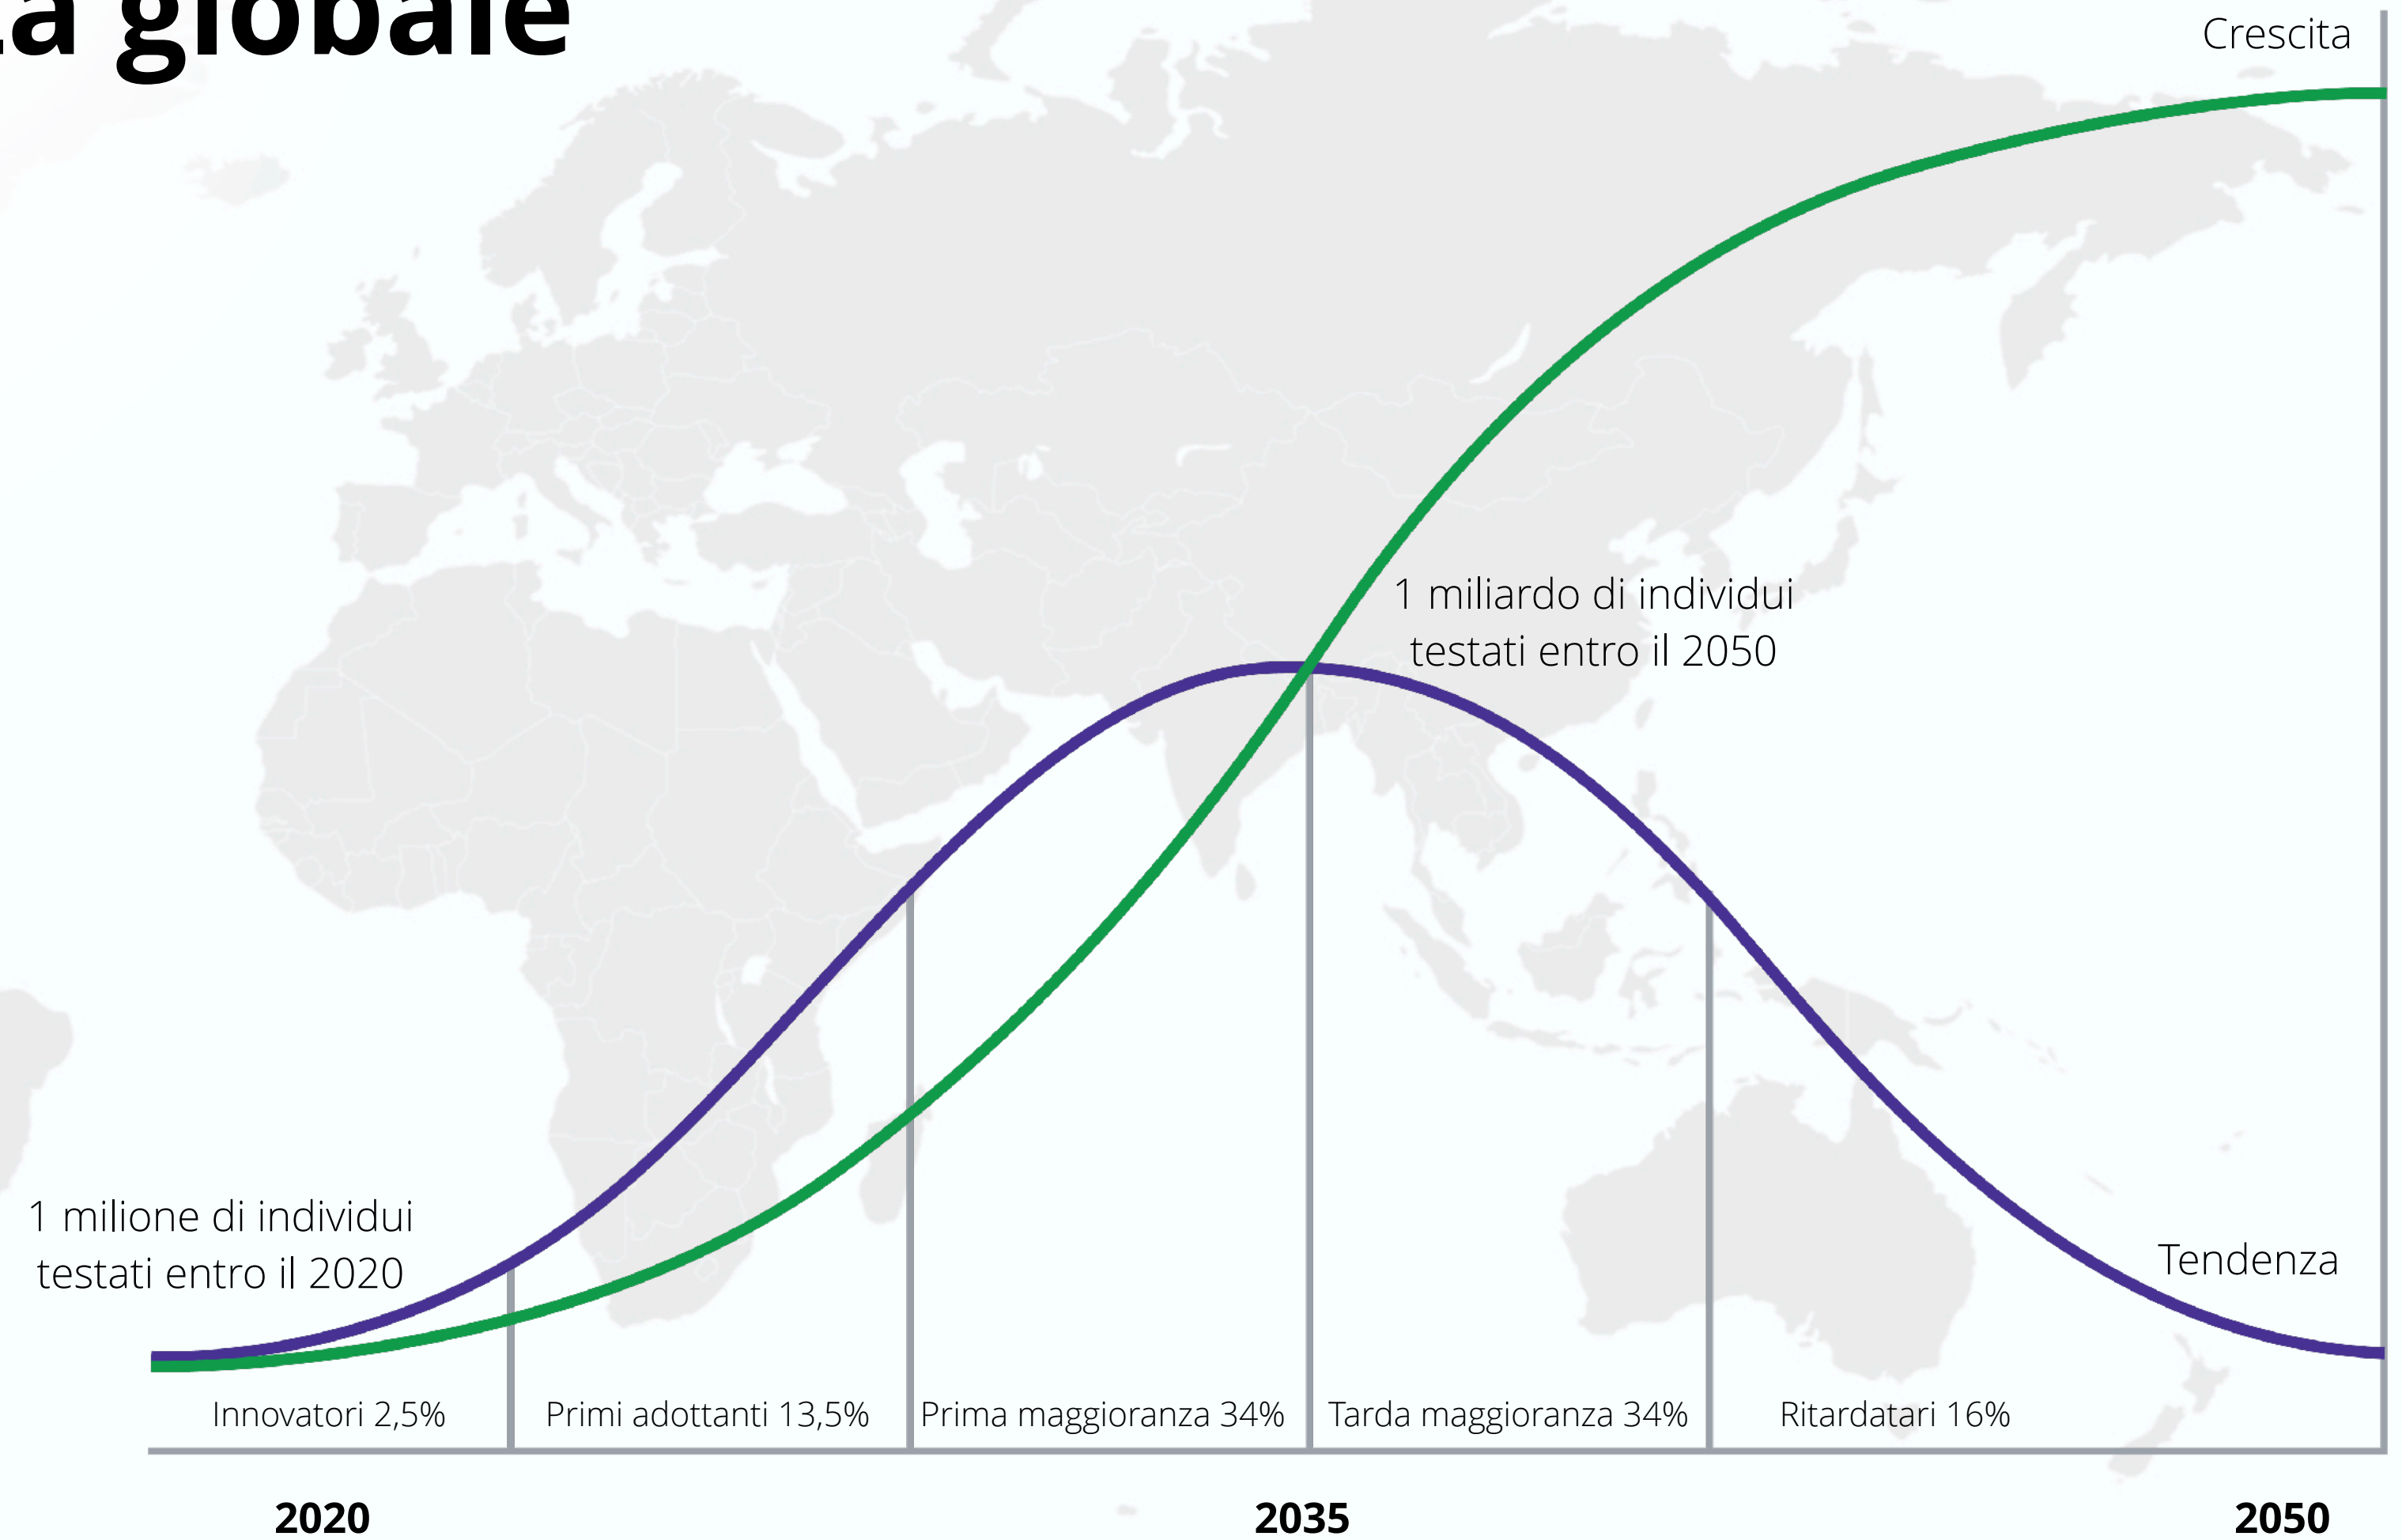 globale
Crescita
1 miliardo di individui
testati entro il 2050
1 milione di individui
testati entro il 2020
Tendenza
Innovatori 2,5%
Primi adottanti 13,5%
Prima maggioranza 34%
Tarda maggioranza 34%
Ritardatari 16%
2020
2035
2050